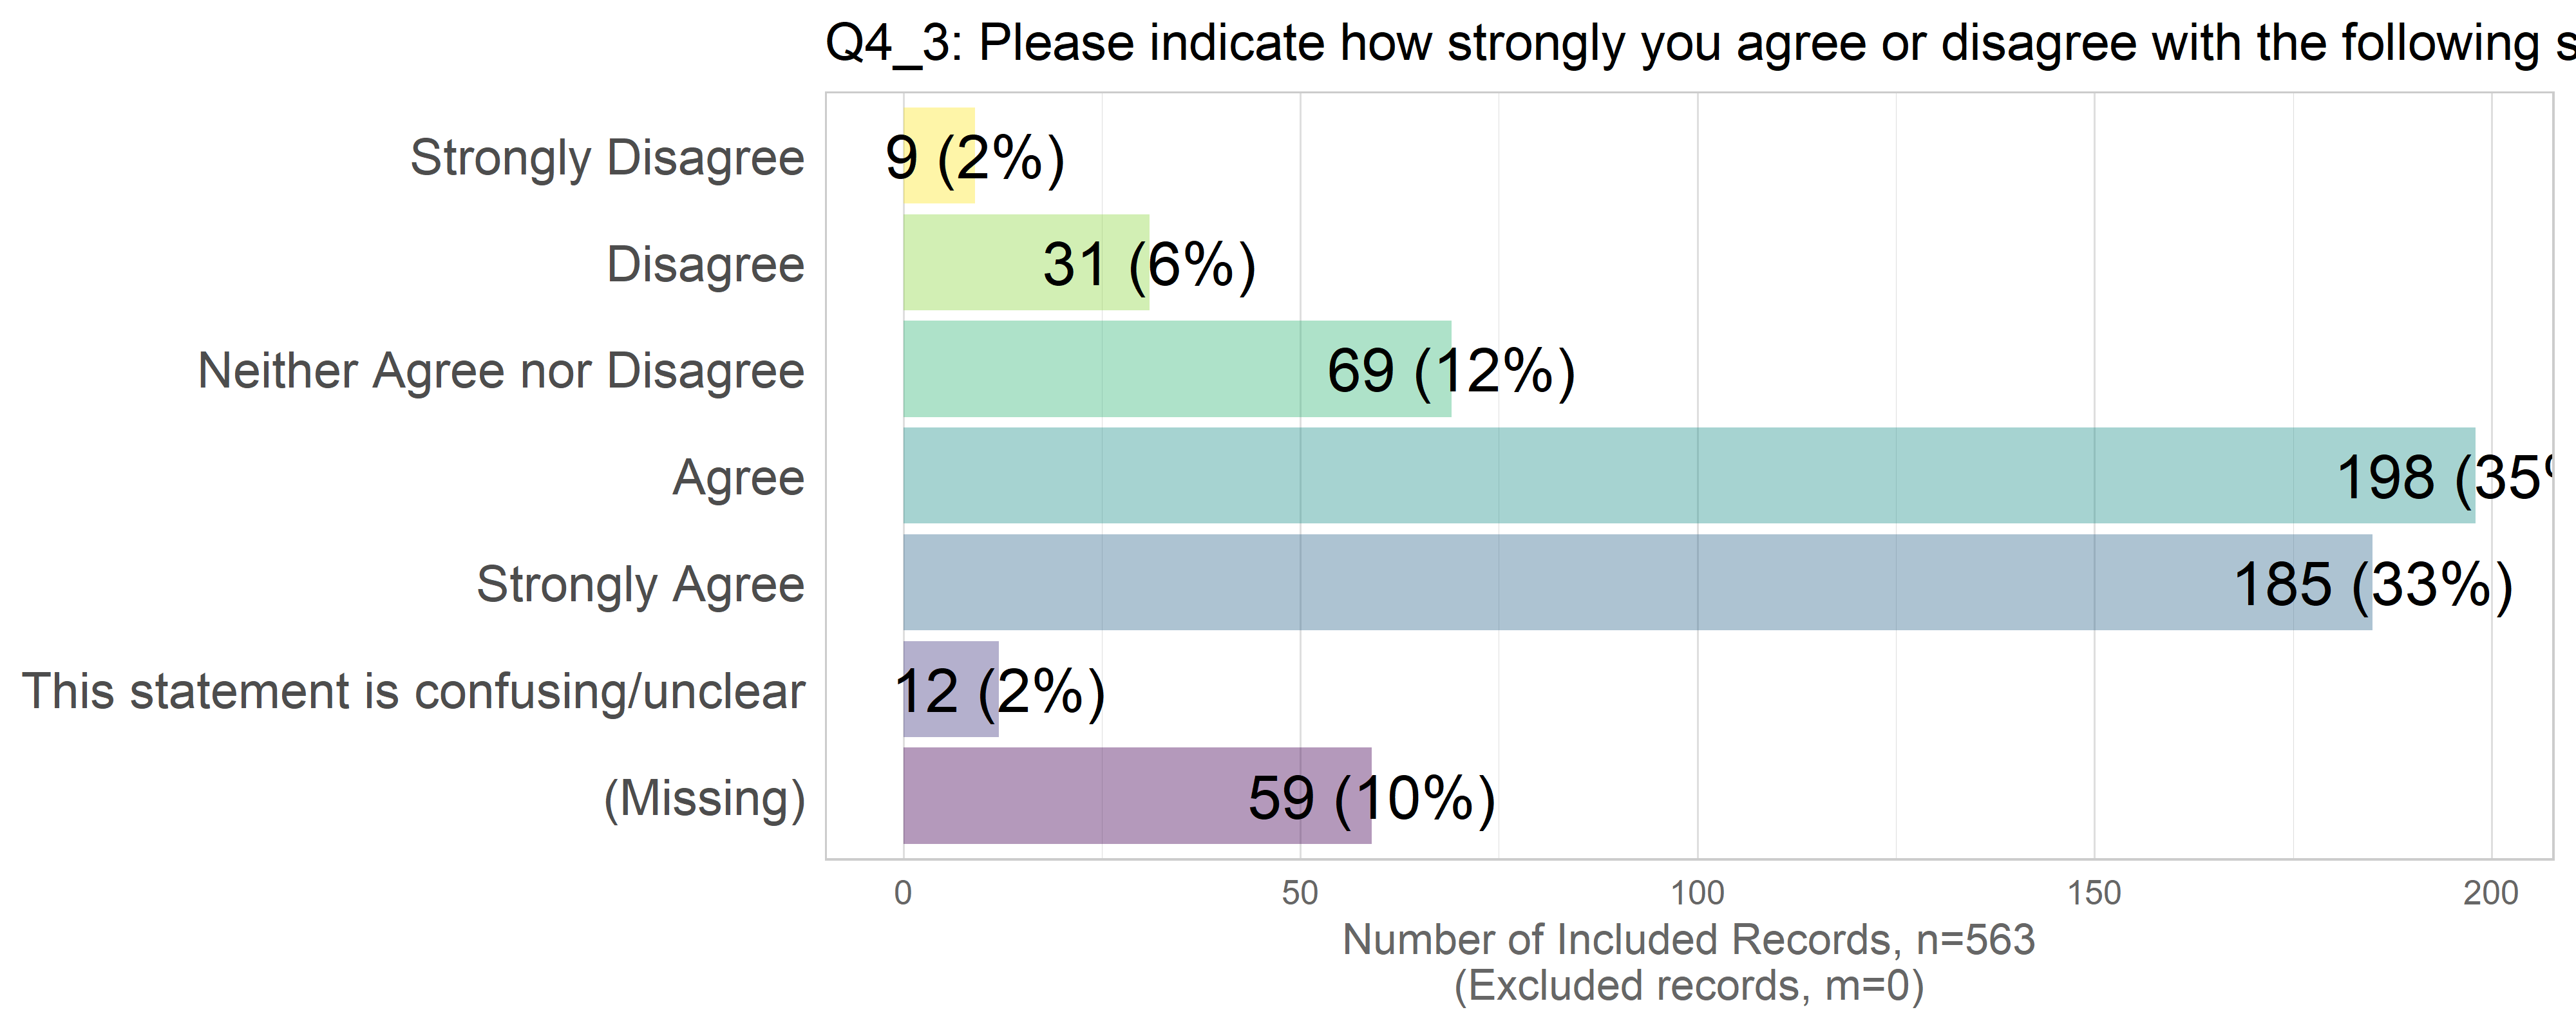 Q4_3: Please indicate how strongly you agree or disagree with the following s
Strongly Disagree
9 (2%)
Disagree
31 (6%)
Neither Agree nor Disagree
69 (12%)
Agree
198 (35%
Strongly Agree
185 (33%)
This statement is confusing/unclear
12 (2%)
(Missing)
59 (10%)
0 50 100 150 200
Number of Included Records, n=563
(Excluded records, m=0)